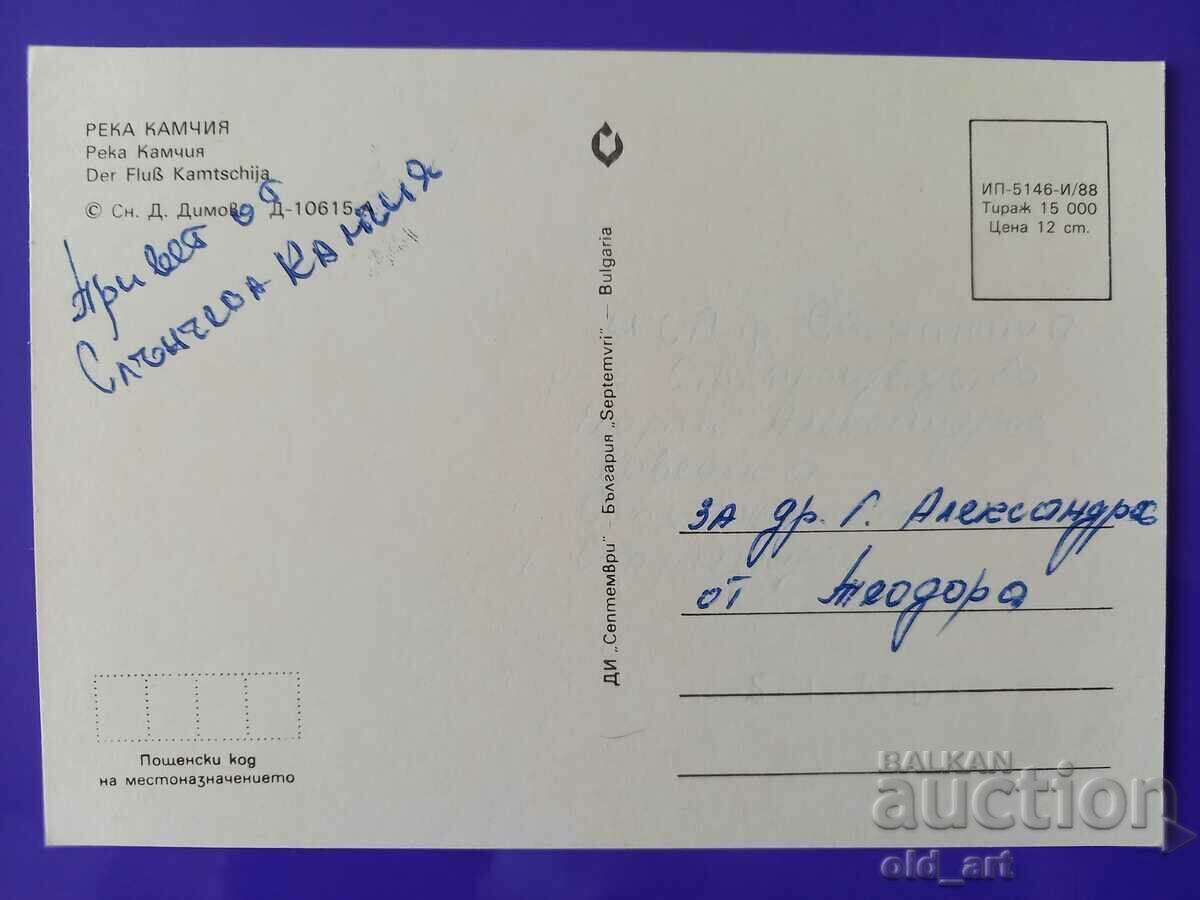 РЕКА КАМЧИЯ
Река Камчия
Der Fluß Kamtschija
© Сн. Д. Димов Д-10615
Привет от
Слънчева Камчия
ДИ „Септември" - България „Septemvri" — Bulgaria
ИП-5146-И/88
Тираж 15 000
Цена 12 ст.
за др. Г. Александра
от Теодора
Пощенски код
на местоназначението
BALKAN
auction
old_art